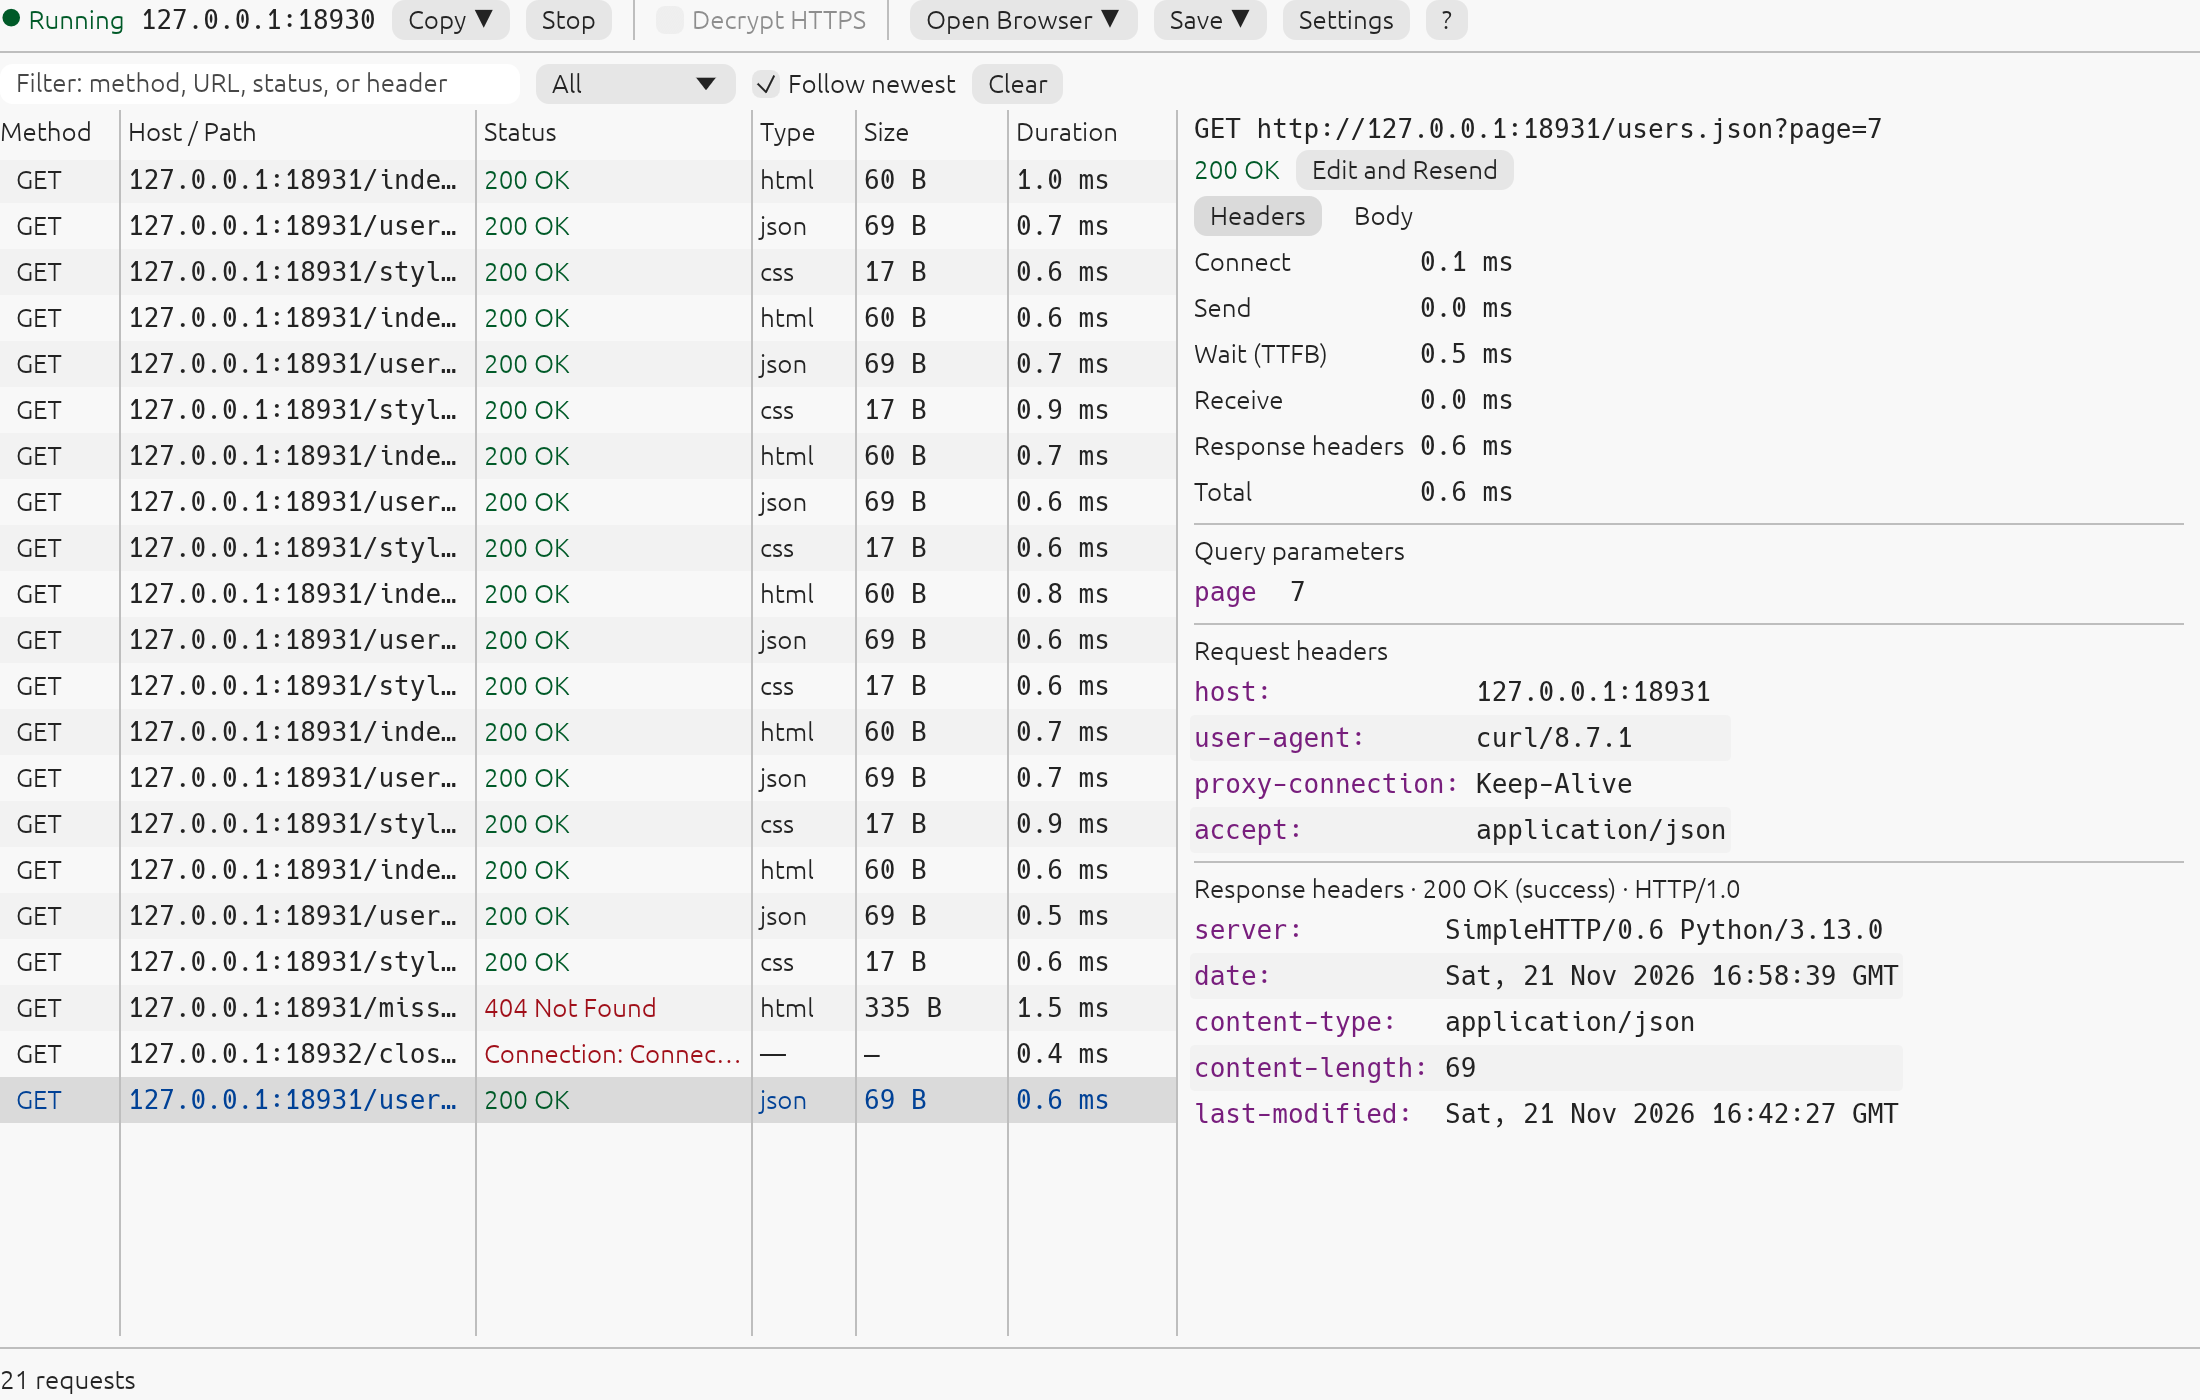 Running 127.0.0.1:18930 Copy ▼ Stop Decrypt HTTPS Open Browser ▼ Save ▼ Settings ?
Filter: method, URL, status, or header All ▼ Follow newest Clear
Method Host / Path Status Type Size Duration
GET 127.0.0.1:18931/inde… 200 OK html 60 B 1.0 ms
GET 127.0.0.1:18931/user… 200 OK json 69 B 0.7 ms
GET 127.0.0.1:18931/styl… 200 OK css 17 B 0.6 ms
GET 127.0.0.1:18931/inde… 200 OK html 60 B 0.6 ms
GET 127.0.0.1:18931/user… 200 OK json 69 B 0.7 ms
GET 127.0.0.1:18931/styl… 200 OK css 17 B 0.9 ms
GET 127.0.0.1:18931/inde… 200 OK html 60 B 0.7 ms
GET 127.0.0.1:18931/user… 200 OK json 69 B 0.6 ms
GET 127.0.0.1:18931/styl… 200 OK css 17 B 0.6 ms
GET 127.0.0.1:18931/inde… 200 OK html 60 B 0.8 ms
GET 127.0.0.1:18931/user… 200 OK json 69 B 0.6 ms
GET 127.0.0.1:18931/styl… 200 OK css 17 B 0.6 ms
GET 127.0.0.1:18931/inde… 200 OK html 60 B 0.7 ms
GET 127.0.0.1:18931/user… 200 OK json 69 B 0.7 ms
GET 127.0.0.1:18931/styl… 200 OK css 17 B 0.9 ms
GET 127.0.0.1:18931/inde… 200 OK html 60 B 0.6 ms
GET 127.0.0.1:18931/user… 200 OK json 69 B 0.5 ms
GET 127.0.0.1:18931/styl… 200 OK css 17 B 0.6 ms
GET 127.0.0.1:18931/miss… 404 Not Found html 335 B 1.5 ms
GET 127.0.0.1:18932/clos… Connection: Connec… — – 0.4 ms
GET 127.0.0.1:18931/user… 200 OK json 69 B 0.6 ms
GET http://127.0.0.1:18931/users.json?page=7
200 OK Edit and Resend
Headers Body
Connect 0.1 ms
Send 0.0 ms
Wait (TTFB) 0.5 ms
Receive 0.0 ms
Response headers 0.6 ms
Total 0.6 ms
Query parameters
page 7
Request headers
host: 127.0.0.1:18931
user-agent: curl/8.7.1
proxy-connection: Keep-Alive
accept: application/json
Response headers · 200 OK (success) · HTTP/1.0
server: SimpleHTTP/0.6 Python/3.13.0
date: Sat, 21 Nov 2026 16:58:39 GMT
content-type: application/json
content-length: 69
last-modified: Sat, 21 Nov 2026 16:42:27 GMT
21 requests